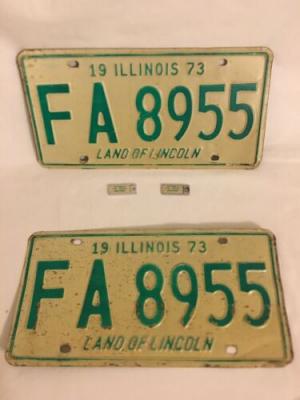 19 ILLINOIS 73
FA 8955
LAND OF LINCOLN
19 ILLINOIS 73
FA 8955
LAND OF LINCOLN